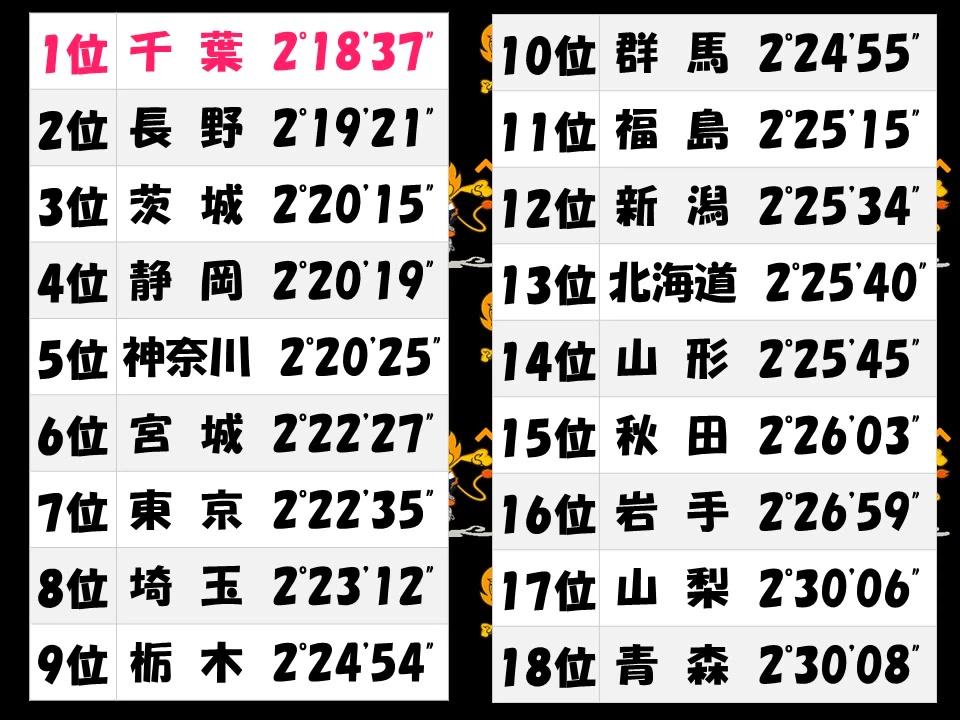 1位 千 葉 2°18'37"
2位 長 野 2°19'21"
3位 茨 城 2°20'15"
4位 静 岡 2°20'19"
5位 神奈川 2°20'25"
6位 宮 城 2°22'27"
7位 東 京 2°22'35"
8位 埼 玉 2°23'12"
9位 栃 木 2°24'54"
10位 群 馬 2°24'55"
11位 福 島 2°25'15"
12位 新 潟 2°25'34"
13位 北海道 2°25'40"
14位 山 形 2°25'45"
15位 秋 田 2°26'03"
16位 岩 手 2°26'59"
17位 山 梨 2°30'06"
18位 青 森 2°30'08"